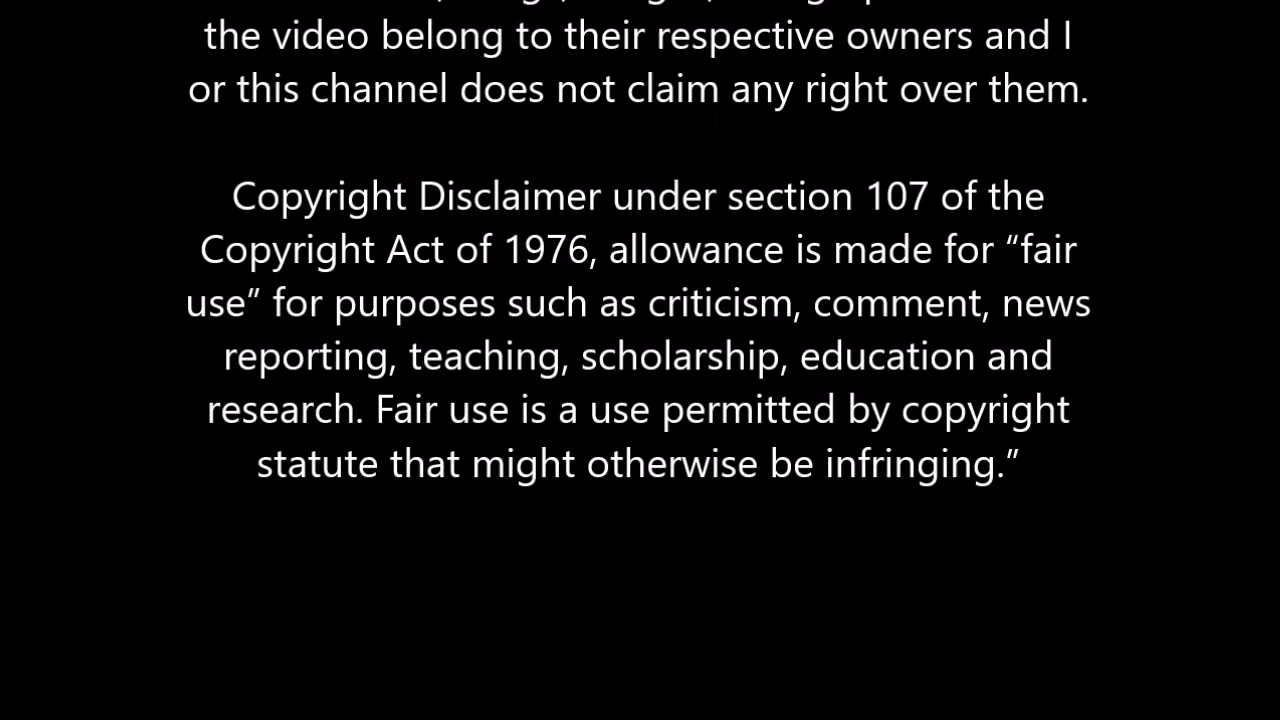 the video belong to their respective owners and I
or this channel does not claim any right over them.
Copyright Disclaimer under section 107 of the
Copyright Act of 1976, allowance is made for “fair
use” for purposes such as criticism, comment, news
reporting, teaching, scholarship, education and
research. Fair use is a use permitted by copyright
statute that might otherwise be infringing.”